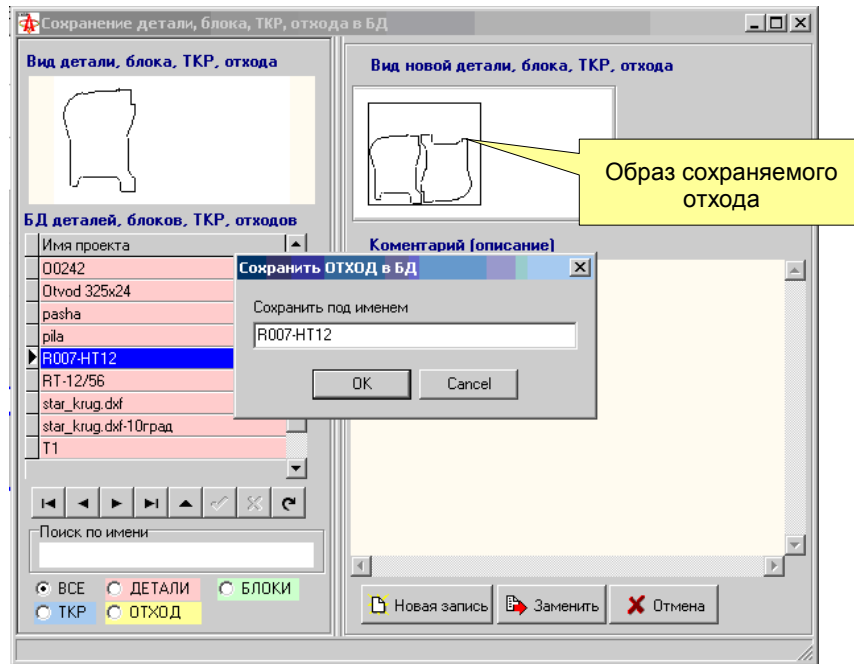 Сохранение детали, блока, ТКР, отхода в БД
Вид детали, блока, ТКР, отхода
Вид новой детали, блока, ТКР, отхода
Образ сохраняемого
отхода
БД деталей, блоков, ТКР, отходов
Коментарий (описание)
Имя проекта
00242
Otvod 325x24
pasha
pila
R007-HT12
RT-12/56
star_krug.dxf
star_krug.dxf-10град
T1
Сохранить ОТХОД в БД
Сохранить под именем
R007-HT12
OK
Cancel
Поиск по имени
ВСЕ
ДЕТАЛИ
БЛОКИ
ТКР
ОТХОД
Новая запись
Заменить
Отмена